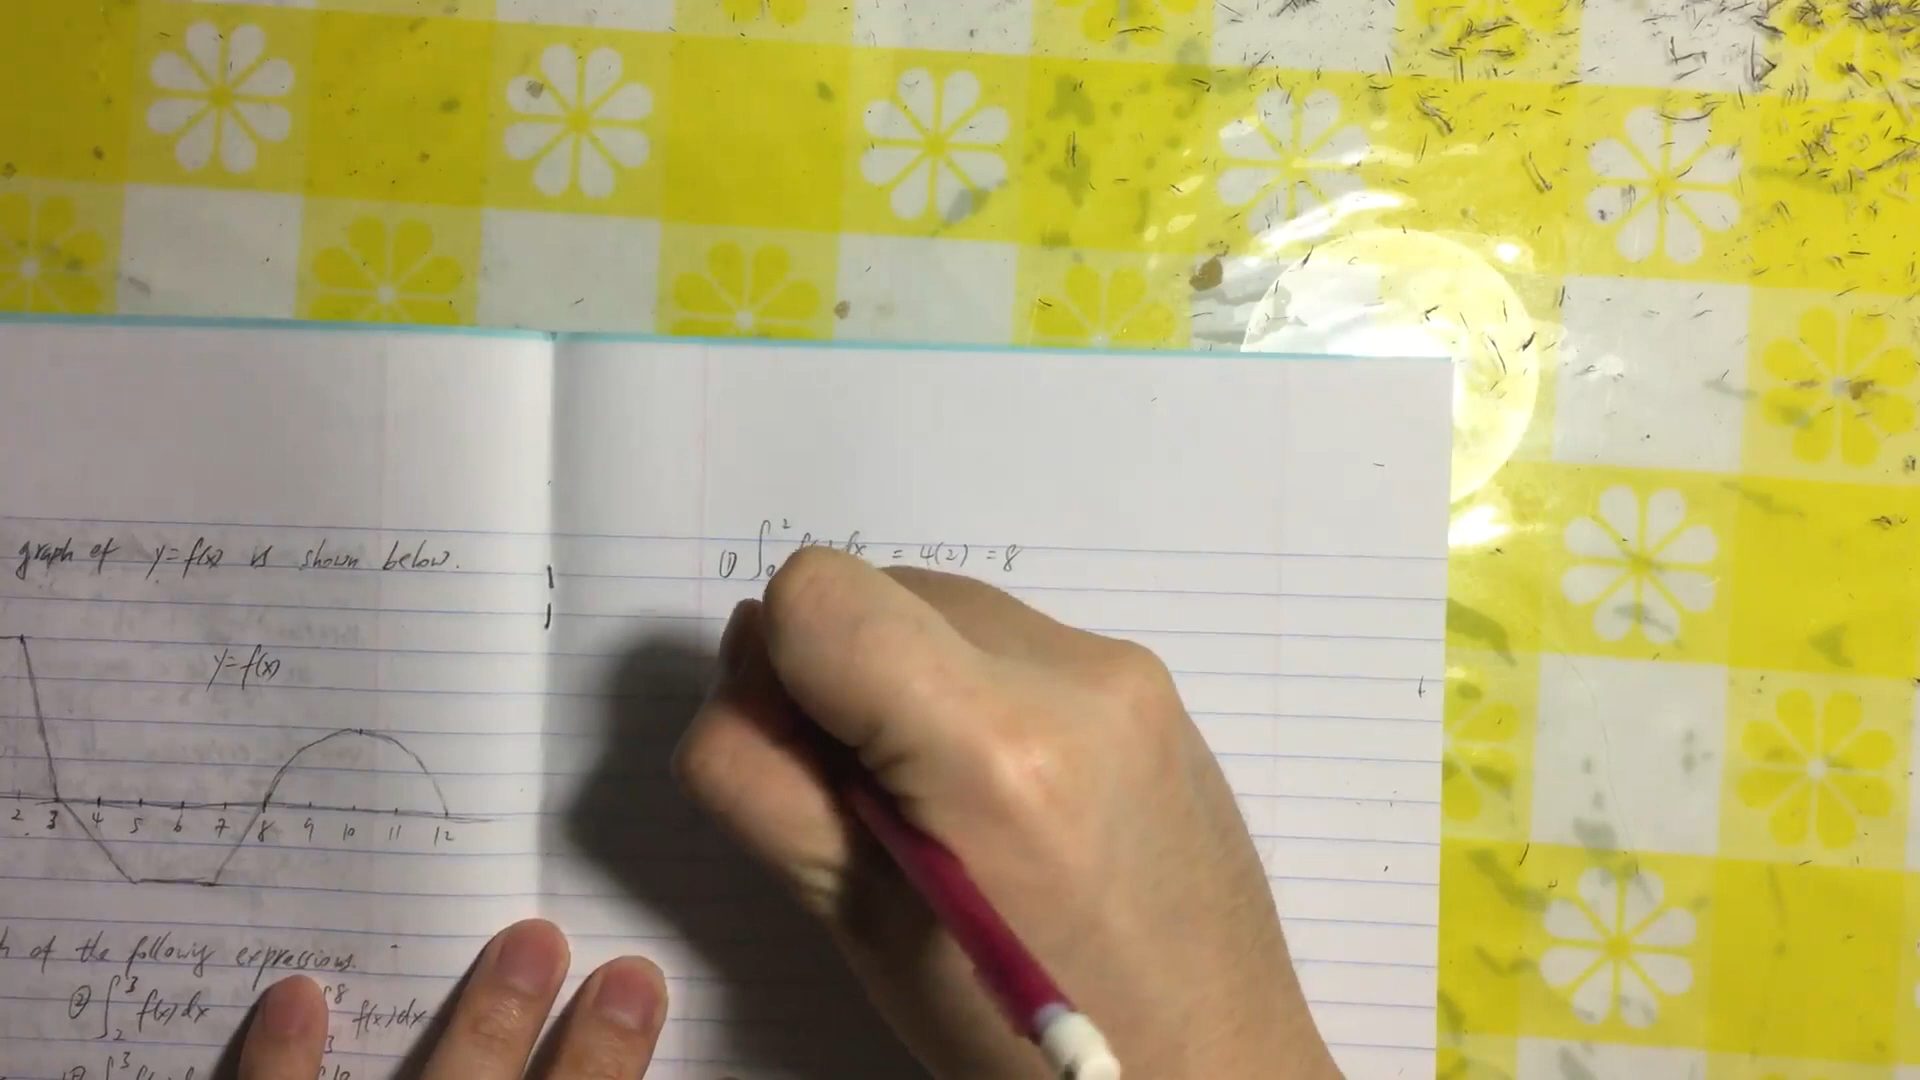 graph of y=f(x) is shown below.
y=f(x)
2 3 4 5 6 7 8 9 10 11 12
of the following expressions.
② ∫₂³ f(x)dx
f(x)dx
① ∫₀² f(x)dx = 4(2) = 8